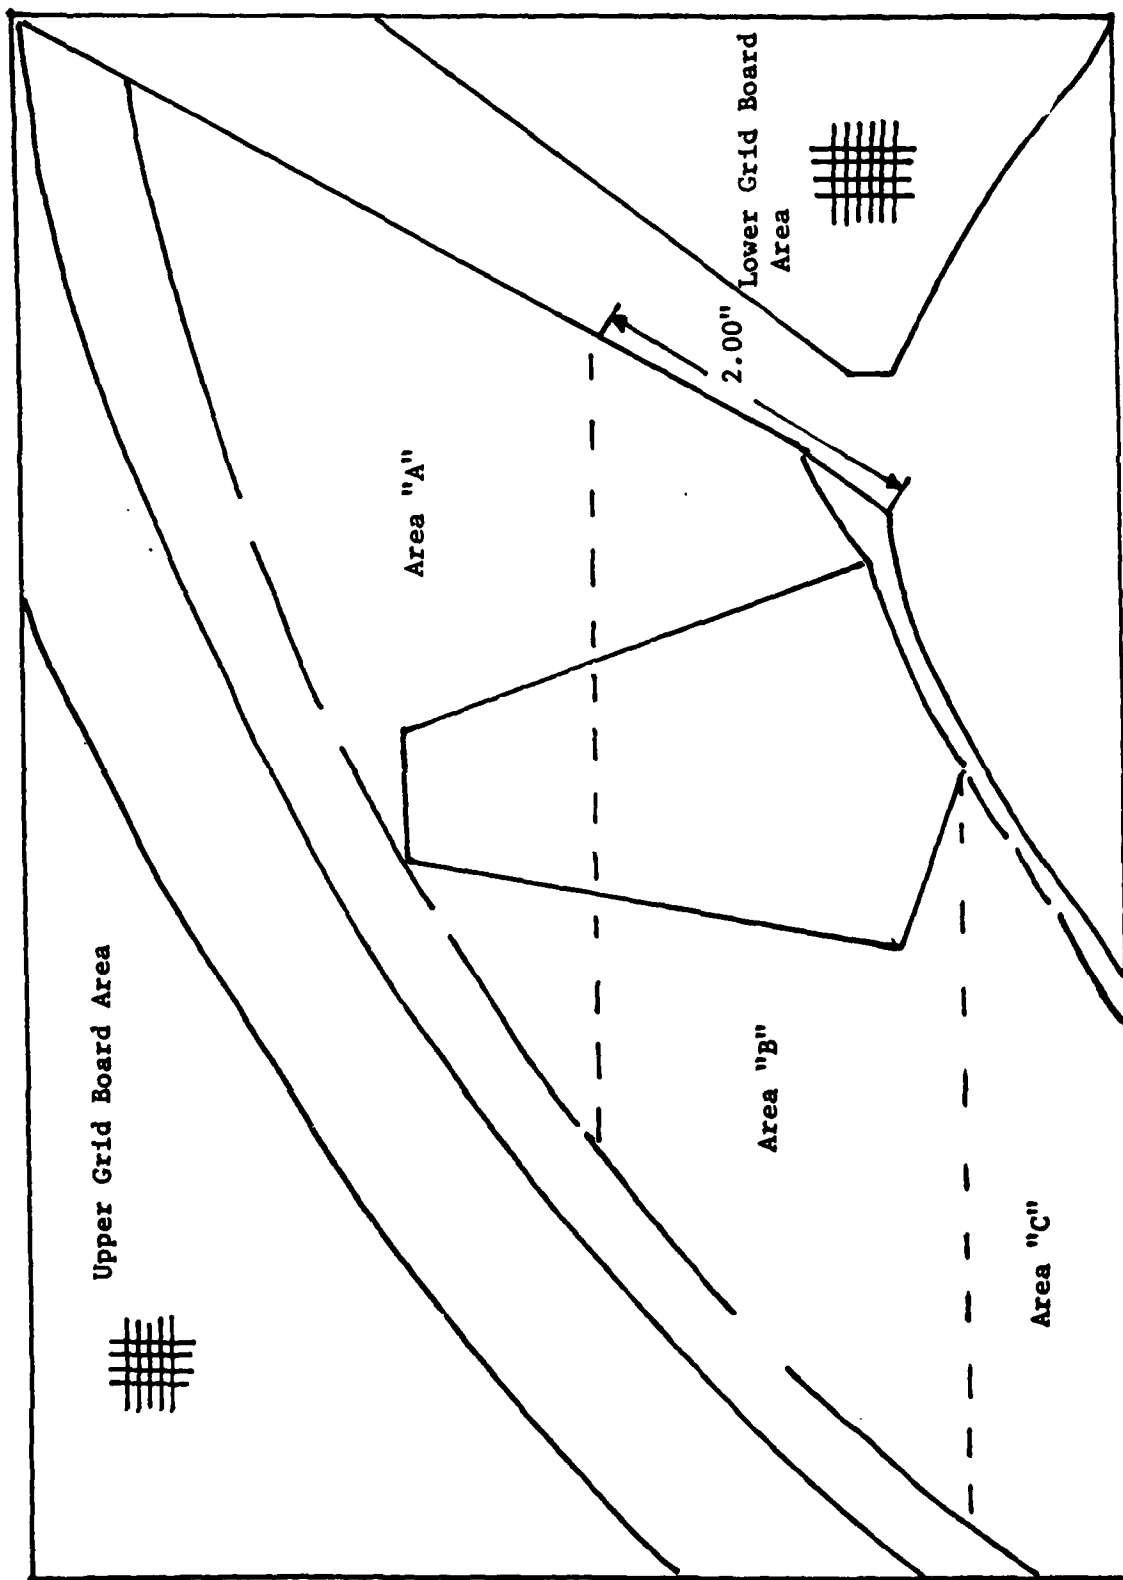 Upper Grid Board Area
Area "A"
2.00"
Lower Grid Board
Area
Area "B"
Area "C"